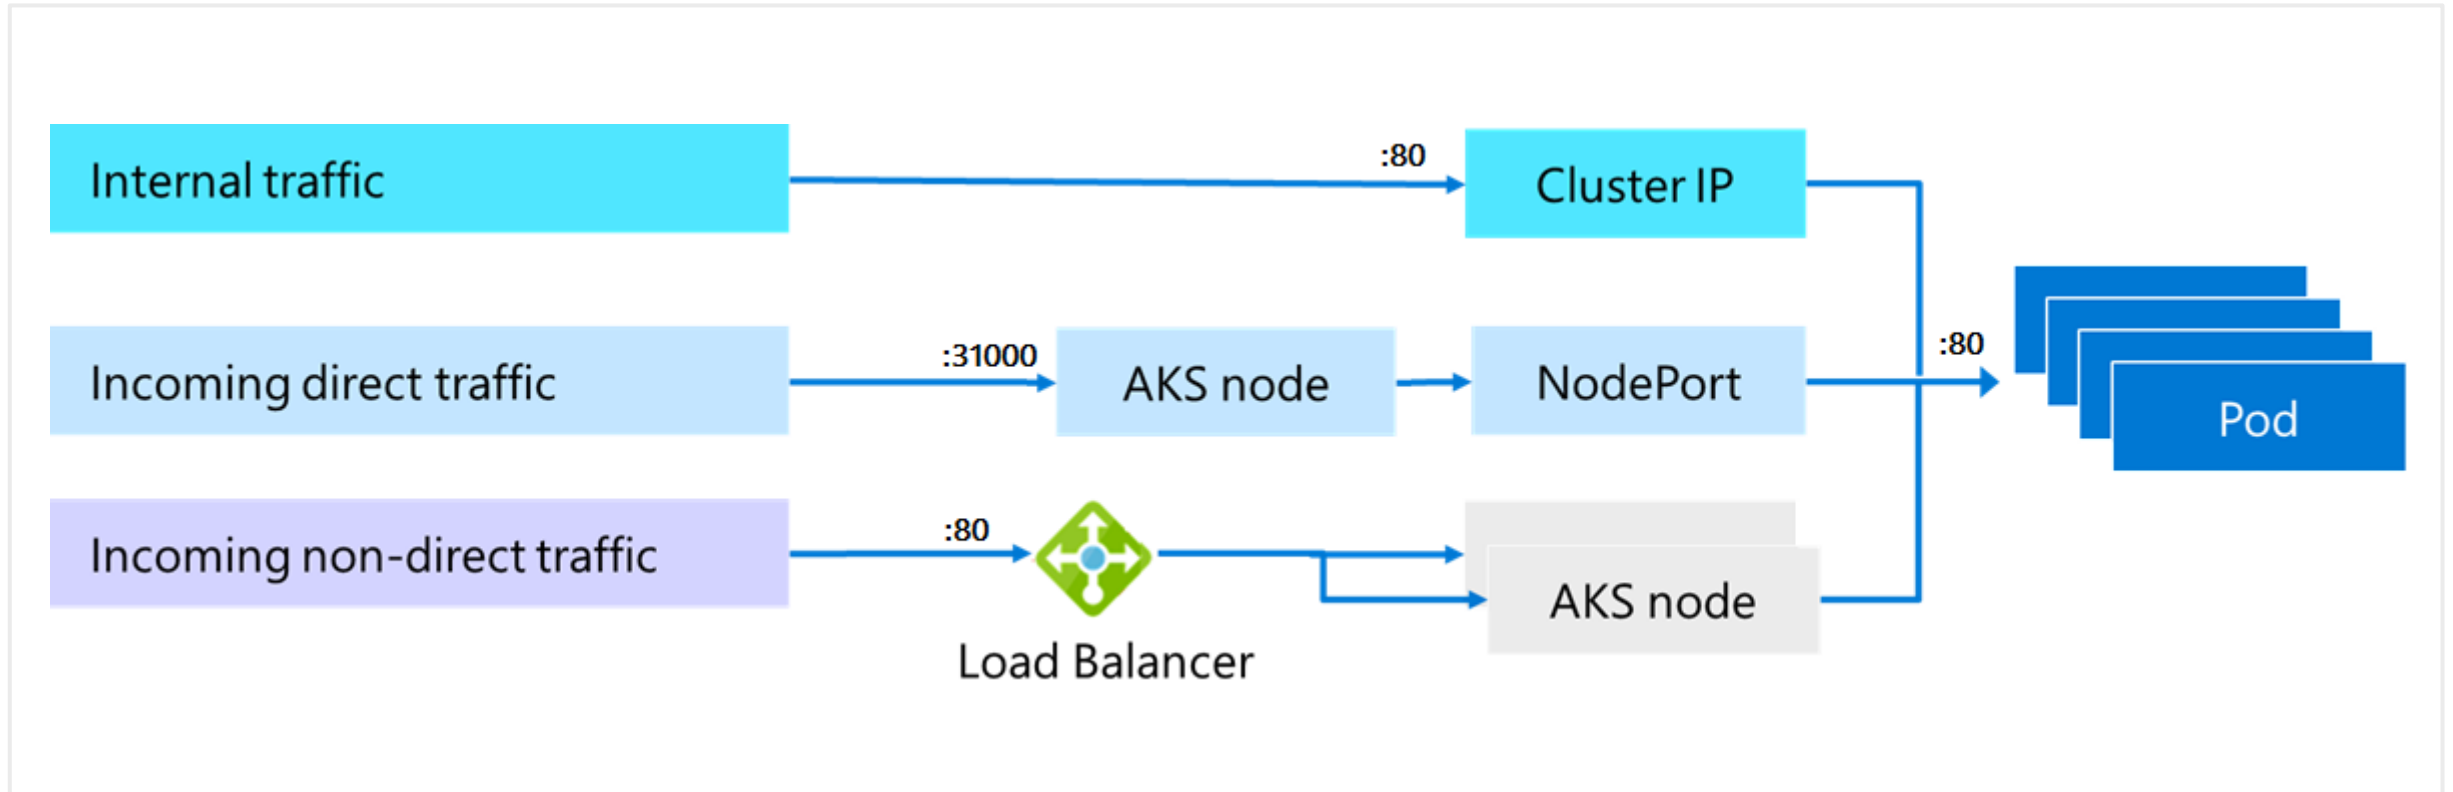 Internal traffic
:80
Cluster IP
Incoming direct traffic
:31000
AKS node
NodePort
:80
Pod
Incoming non-direct traffic
:80
Load Balancer
AKS node